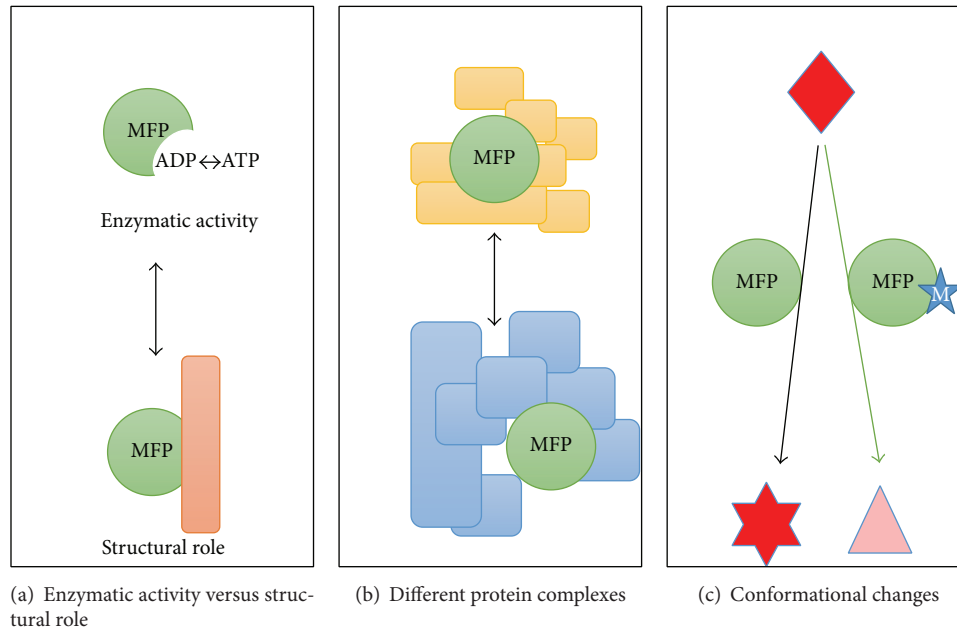 MFP
ADP↔ATP
Enzymatic activity
MFP
Structural role
(a) Enzymatic activity versus struc-
tural role
MFP
MFP
(b) Different protein complexes
MFP
MFP
M
(c) Conformational changes